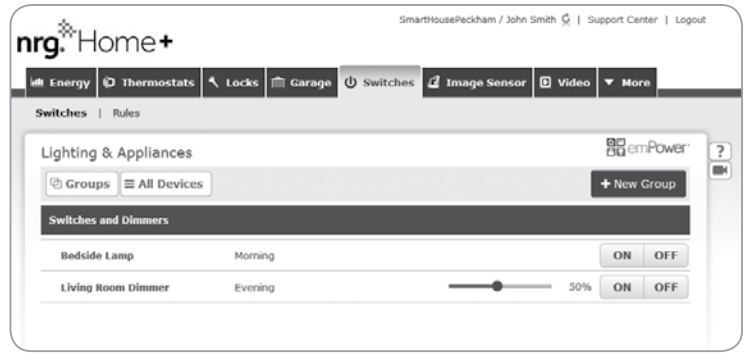 SmartHousePeckham / John Smith | Support Center | Logout
nrg. Home+
Energy Thermostats Locks Garage Switches Image Sensor Video More
Switches | Rules
Lighting & Appliances emPower
?
Groups All Devices + New Group
Switches and Dimmers
Bedside Lamp Morning ON OFF
Living Room Dimmer Evening 50% ON OFF